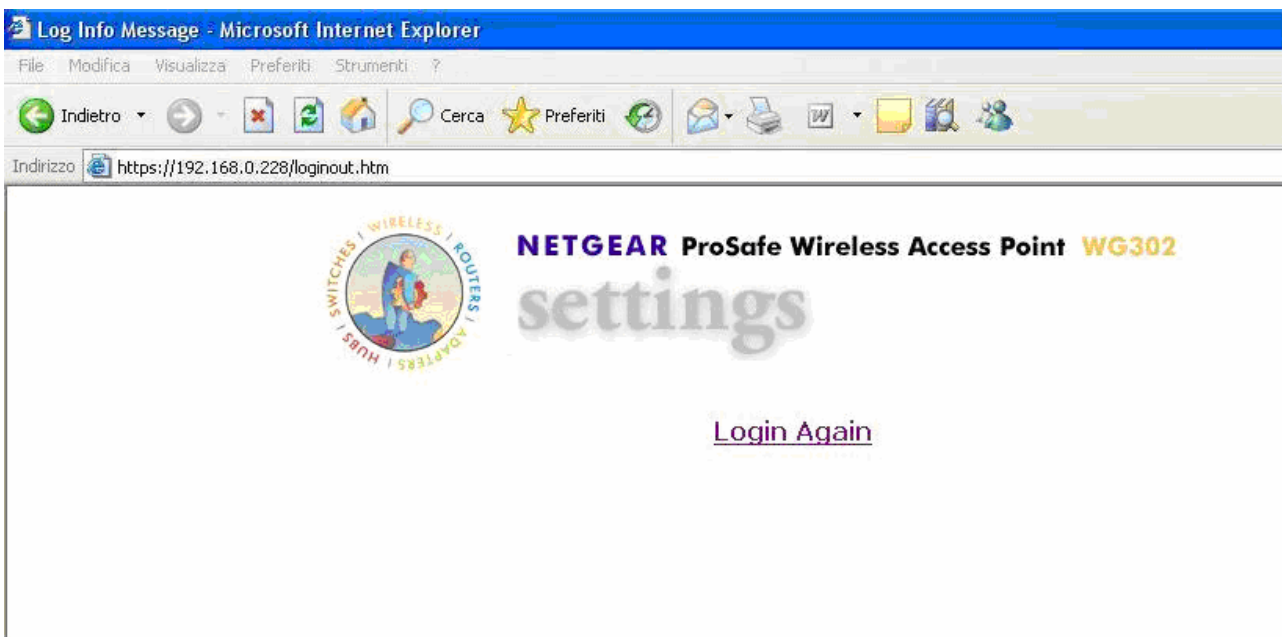 Log Info Message - Microsoft Internet Explorer
File Modifica Visualizza Preferiti Strumenti ?
Indietro Cerca Preferiti
Indirizzo https://192.168.0.228/loginout.htm
SWITCHES | WIRELESS | ROUTERS | ADAPTERS | HUBS |
NETGEAR ProSafe Wireless Access Point WG302
settings
Login Again